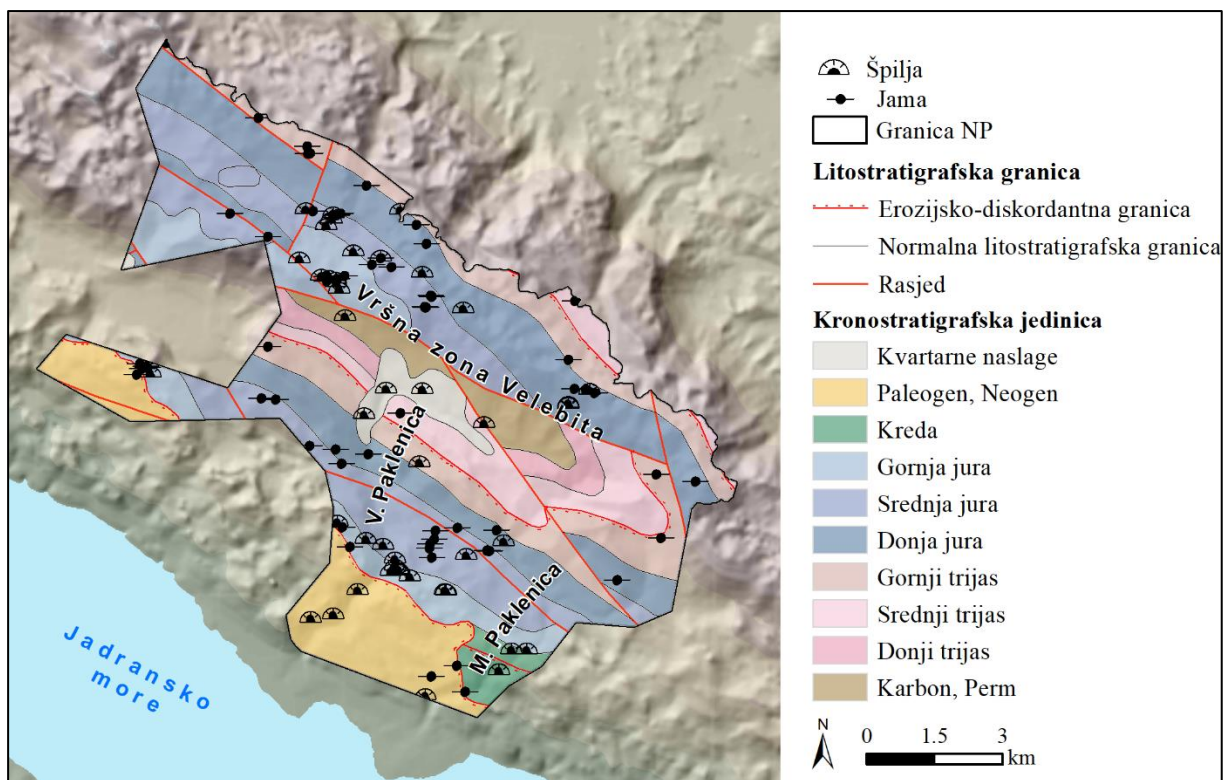 Vršna zona Velebita
V. Paklenica
M. Paklenica
Jadransko
more
Špilja
Jama
Granica NP
Litostratigrafska granica
Erozijsko-diskordantna granica
Normalna litostratigrafska granica
Rasjed
Kronostratigrafska jedinica
Kvartarne naslage
Paleogen, Neogen
Kreda
Gornja jura
Srednja jura
Donja jura
Gornji trijas
Srednji trijas
Donji trijas
Karbon, Perm
N
0 1.5 3
km